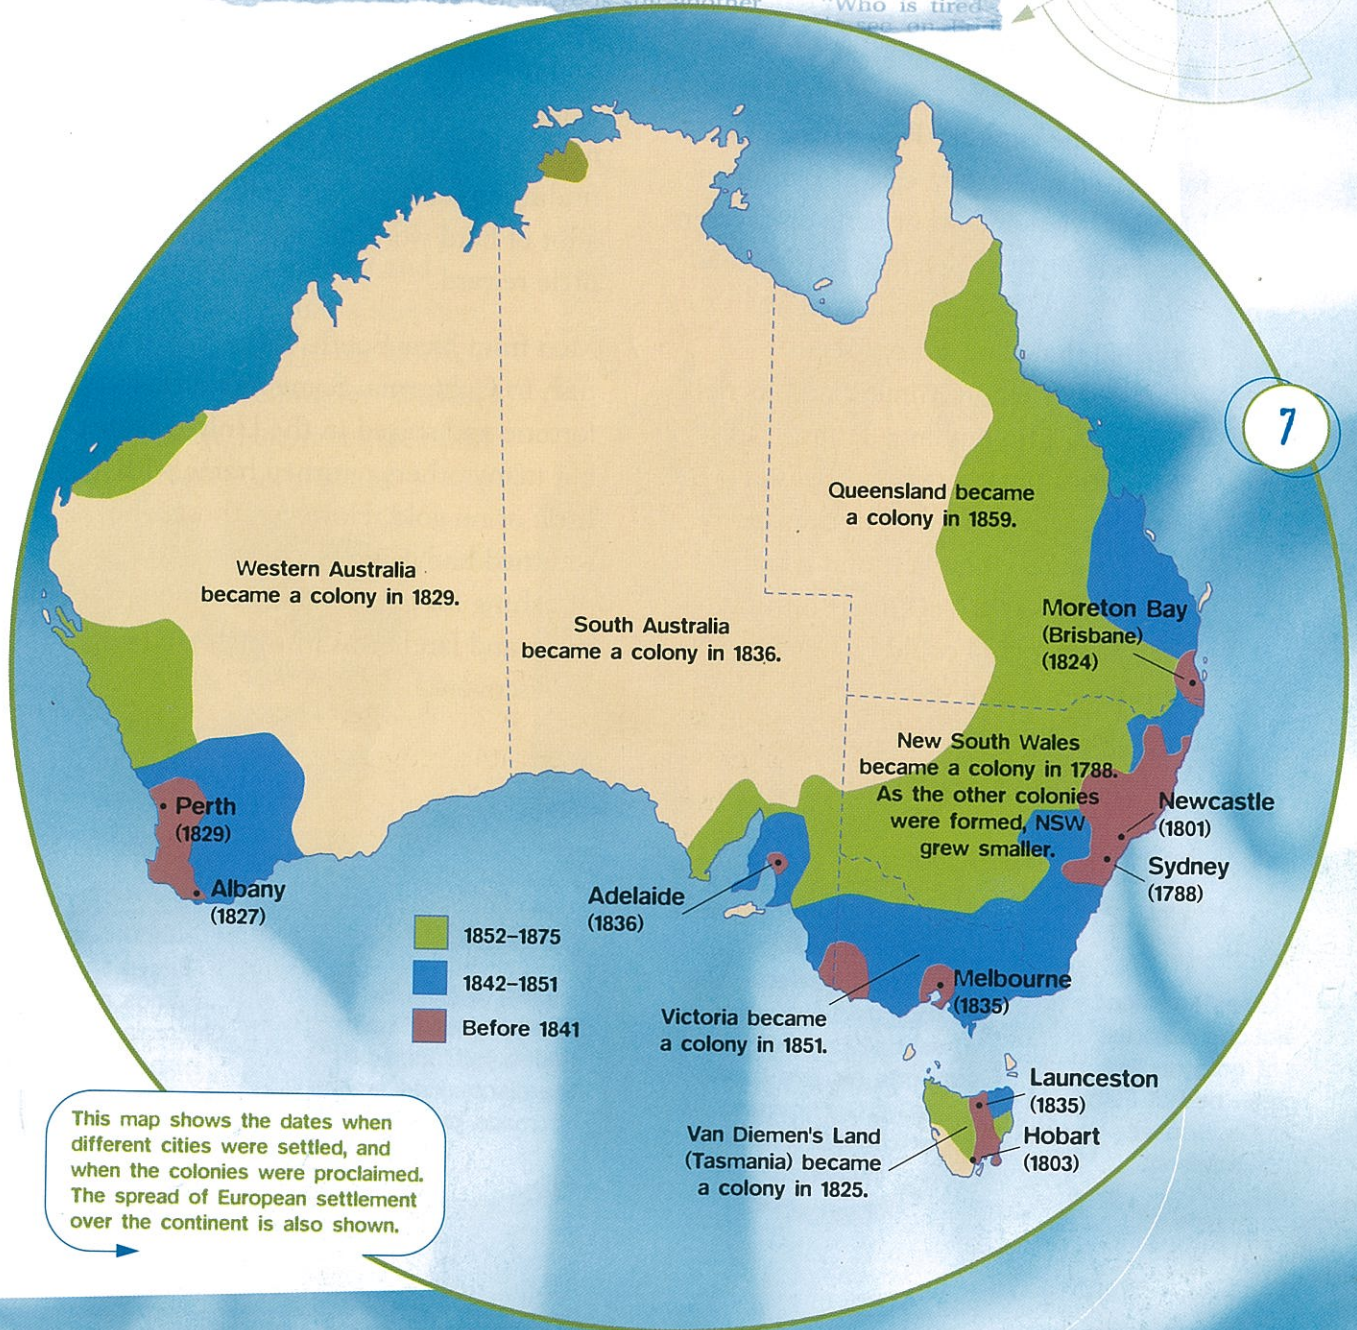 "Who is tired
see on
7
Queensland became
a colony in 1859.
Western Australia
became a colony in 1829.
South Australia
became a colony in 1836.
Moreton Bay
(Brisbane)
(1824)
New South Wales
became a colony in 1788.
As the other colonies
were formed, NSW
grew smaller.
Newcastle
(1801)
Sydney
(1788)
Perth
(1829)
Albany
(1827)
Adelaide
(1836)
1852–1875
1842–1851
Before 1841
Melbourne
(1835)
Victoria became
a colony in 1851.
Launceston
(1835)
Hobart
(1803)
Van Diemen's Land
(Tasmania) became
a colony in 1825.
This map shows the dates when
different cities were settled, and
when the colonies were proclaimed.
The spread of European settlement
over the continent is also shown.